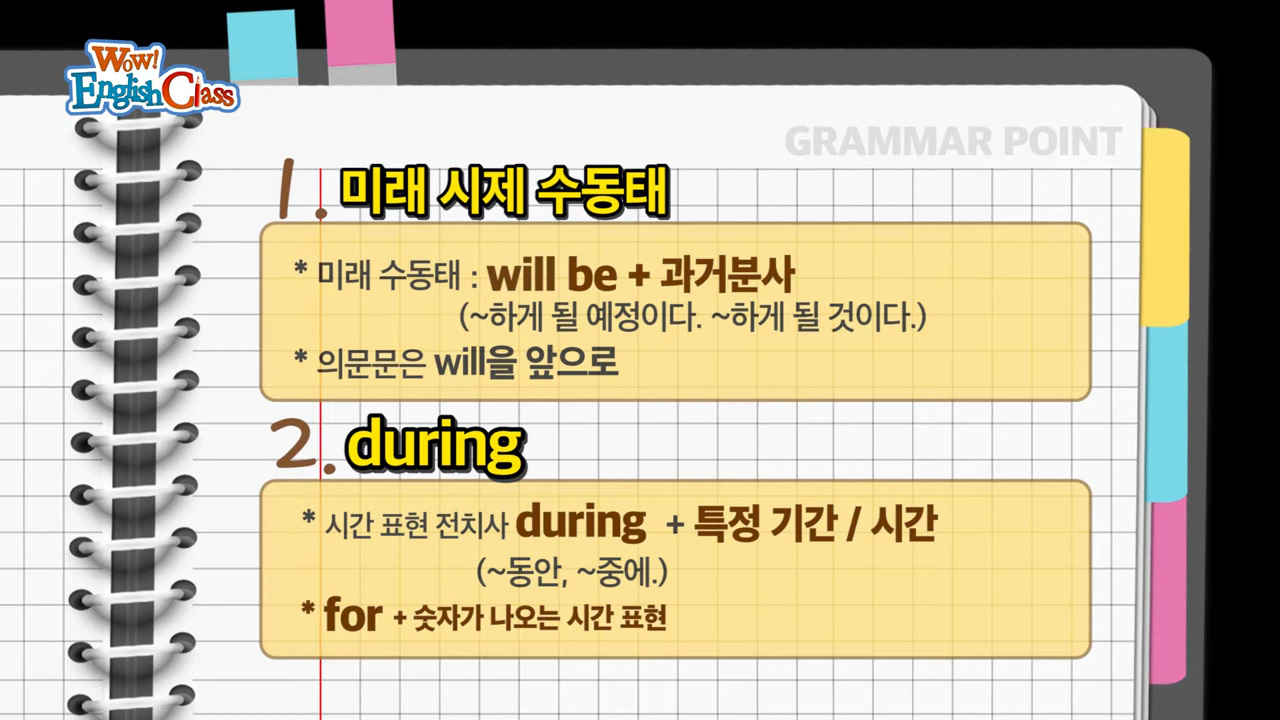 Wow!
English Class
GRAMMAR POINT
1. 미래 시제 수동태
* 미래 수동태 : will be + 과거분사
(~하게 될 예정이다. ~하게 될 것이다.)
* 의문문은 will을 앞으로
2. during
* 시간 표현 전치사 during + 특정 기간 / 시간
(~동안, ~중에.)
* for + 숫자가 나오는 시간 표현